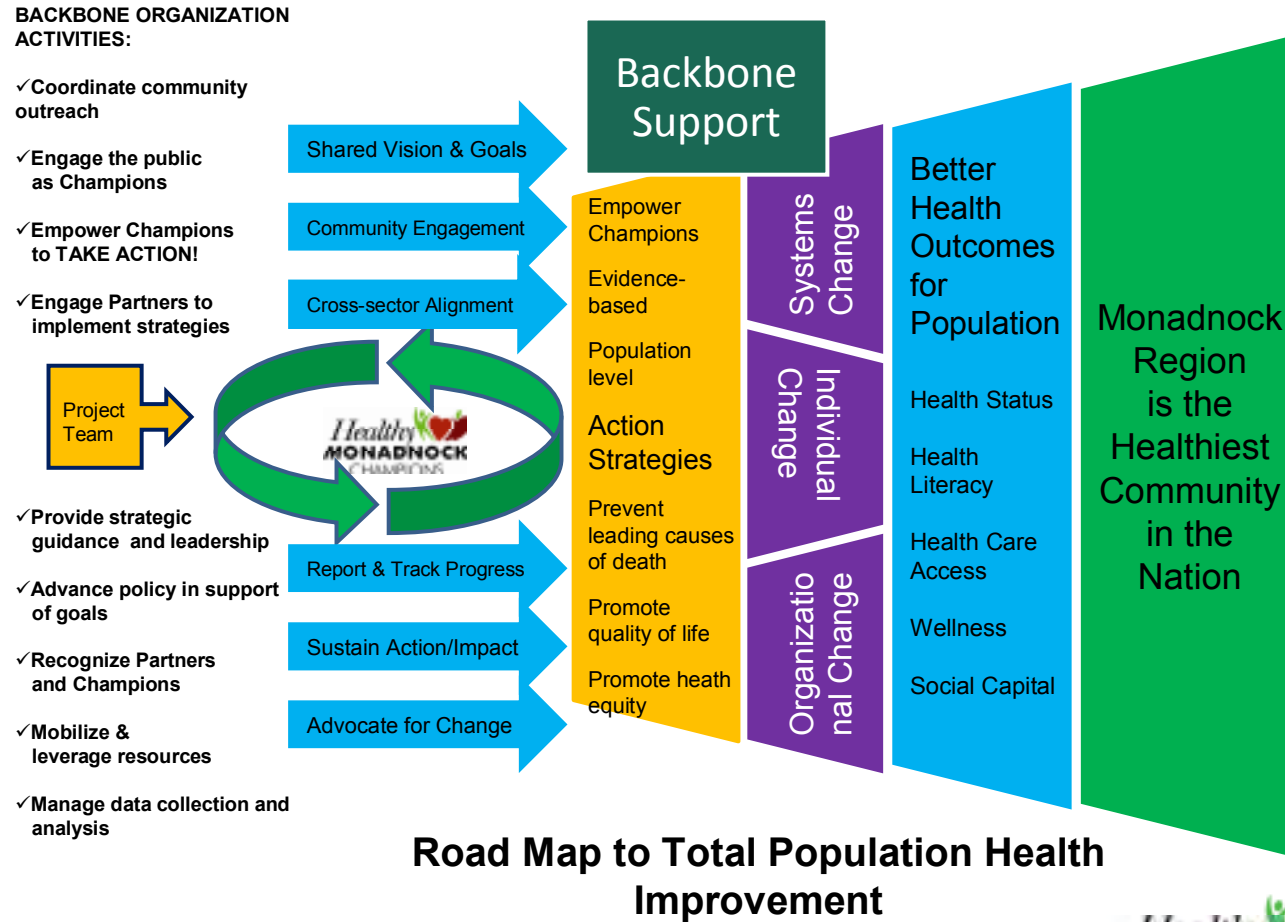 BACKBONE ORGANIZATION
ACTIVITIES:
✓Coordinate community
outreach
✓Engage the public
as Champions
✓Empower Champions
to TAKE ACTION!
✓Engage Partners to
implement strategies
Project
Team
✓Provide strategic
guidance and leadership
✓Advance policy in support
of goals
✓Recognize Partners
and Champions
✓Mobilize &
leverage resources
✓Manage data collection and
analysis
Shared Vision & Goals
Community Engagement
Cross-sector Alignment
Healthy
MONADNOCK
CHAMPIONS
Report & Track Progress
Sustain Action/Impact
Advocate for Change
Backbone
Support
Empower
Champions
Evidence-
based
Population
level
Action
Strategies
Prevent
leading causes
of death
Promote
quality of life
Promote heath
equity
Systems
Change
Individual
Change
Organizatio
nal Change
Better
Health
Outcomes
for
Population
Health Status
Health
Literacy
Health Care
Access
Wellness
Social Capital
Monadnock
Region
is the
Healthiest
Community
in the
Nation
Road Map to Total Population Health
Improvement